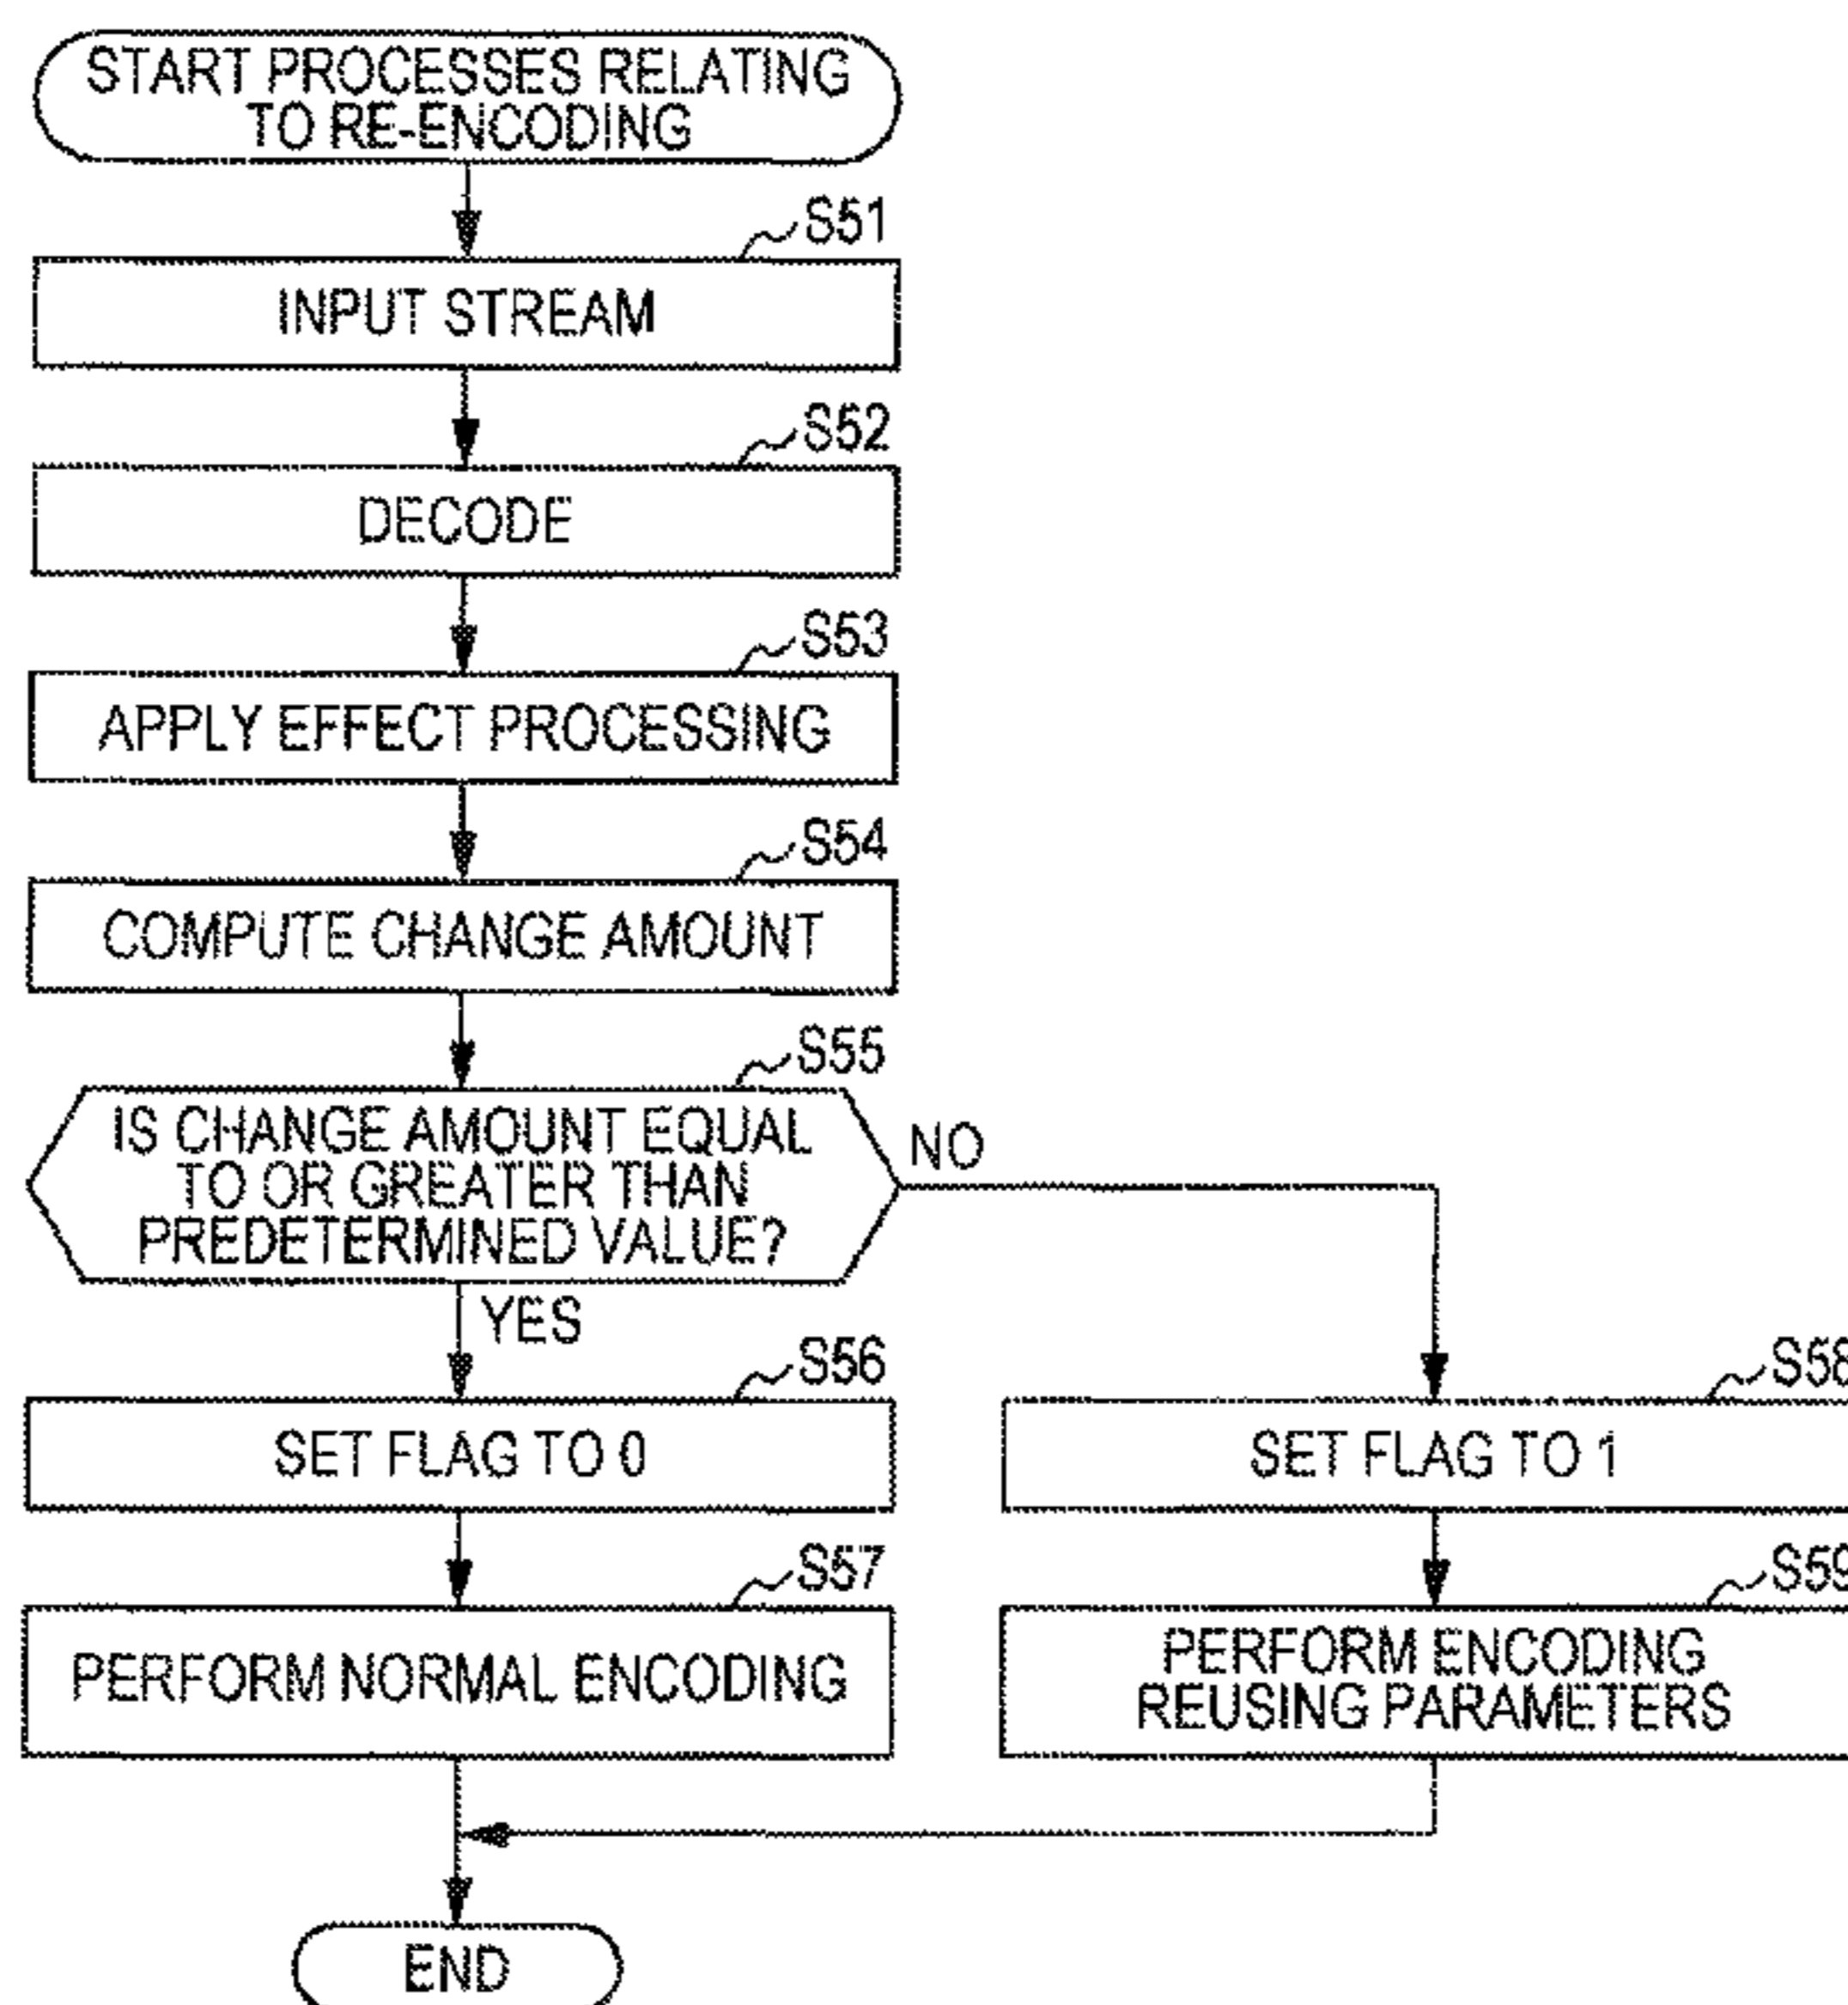 START PROCESSES RELATING
TO RE-ENCODING
S51
INPUT STREAM
S52
DECODE
S53
APPLY EFFECT PROCESSING
S54
COMPUTE CHANGE AMOUNT
S55
IS CHANGE AMOUNT EQUAL
TO OR GREATER THAN
PREDETERMINED VALUE?
NO
YES
S56
SET FLAG TO 0
S58
SET FLAG TO 1
S57
PERFORM NORMAL ENCODING
S59
PERFORM ENCODING
REUSING PARAMETERS
END